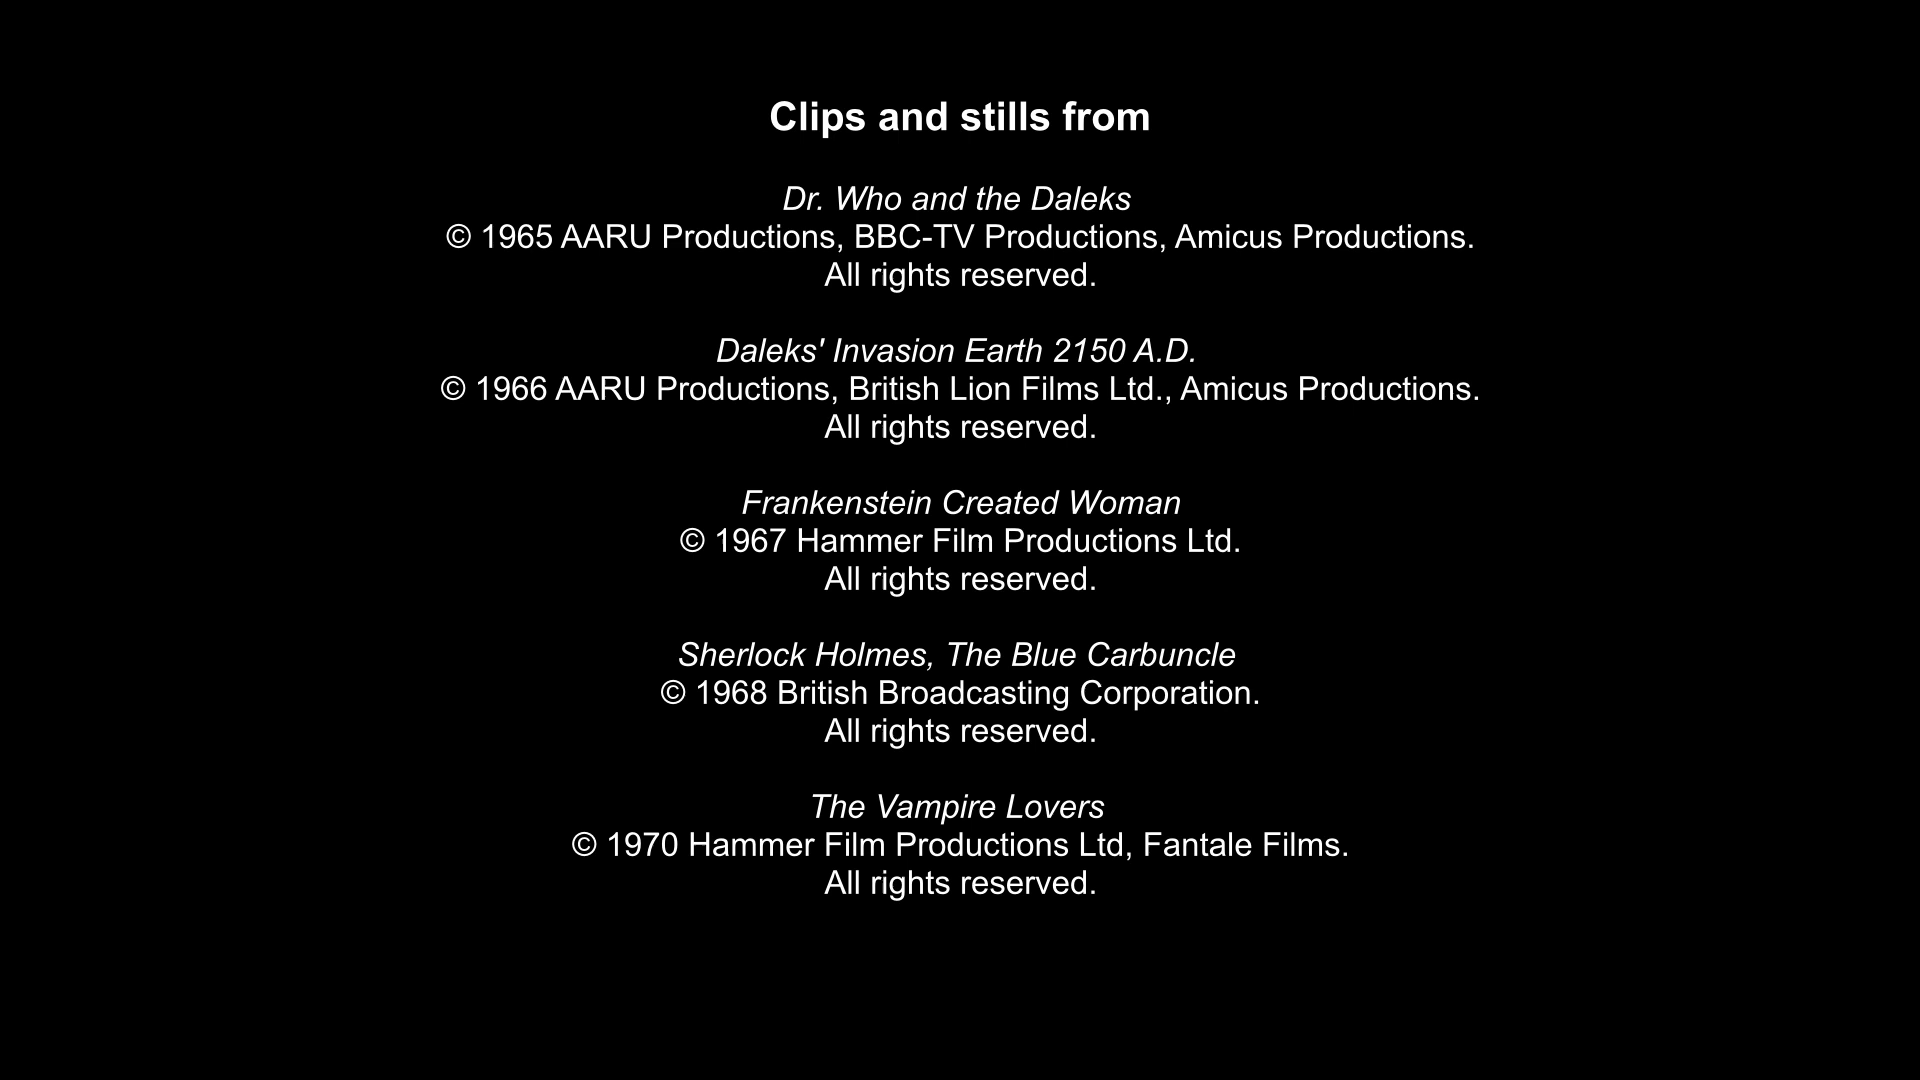 Clips and stills from
Dr. Who and the Daleks
© 1965 AARU Productions, BBC-TV Productions, Amicus Productions.
All rights reserved.
Daleks' Invasion Earth 2150 A.D.
© 1966 AARU Productions, British Lion Films Ltd., Amicus Productions.
All rights reserved.
Frankenstein Created Woman
© 1967 Hammer Film Productions Ltd.
All rights reserved.
Sherlock Holmes, The Blue Carbuncle
© 1968 British Broadcasting Corporation.
All rights reserved.
The Vampire Lovers
© 1970 Hammer Film Productions Ltd, Fantale Films.
All rights reserved.